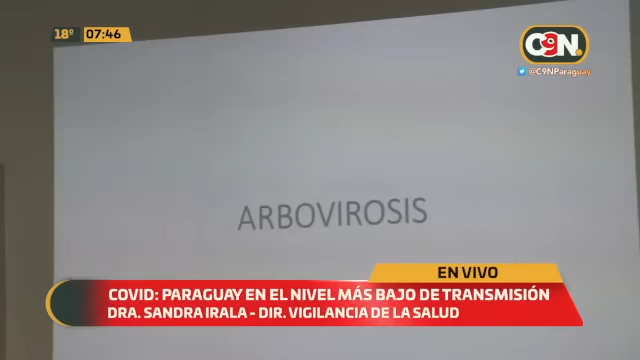 18º 07:46
C9N.
@C9NParaguay
ARBOVIROSIS
EN VIVO
COVID: PARAGUAY EN EL NIVEL MÁS BAJO DE TRANSMISIÓN
DRA. SANDRA IRALA - DIR. VIGILANCIA DE LA SALUD